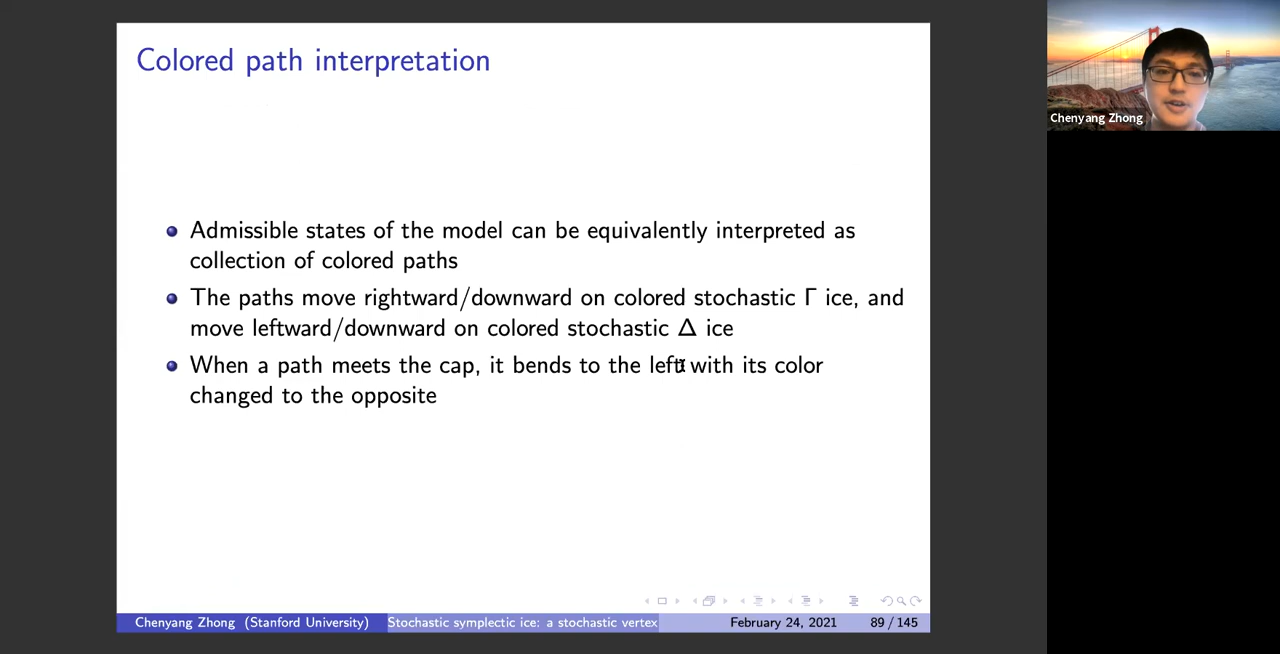 Colored path interpretation
Chenyang Zhong
Admissible states of the model can be equivalently interpreted as
collection of colored paths
The paths move rightward/downward on colored stochastic Γ ice, and
move leftward/downward on colored stochastic Δ ice
When a path meets the cap, it bends to the left with its color
changed to the opposite
Chenyang Zhong (Stanford University) Stochastic symplectic ice: a stochastic vertex February 24, 2021 89 / 145